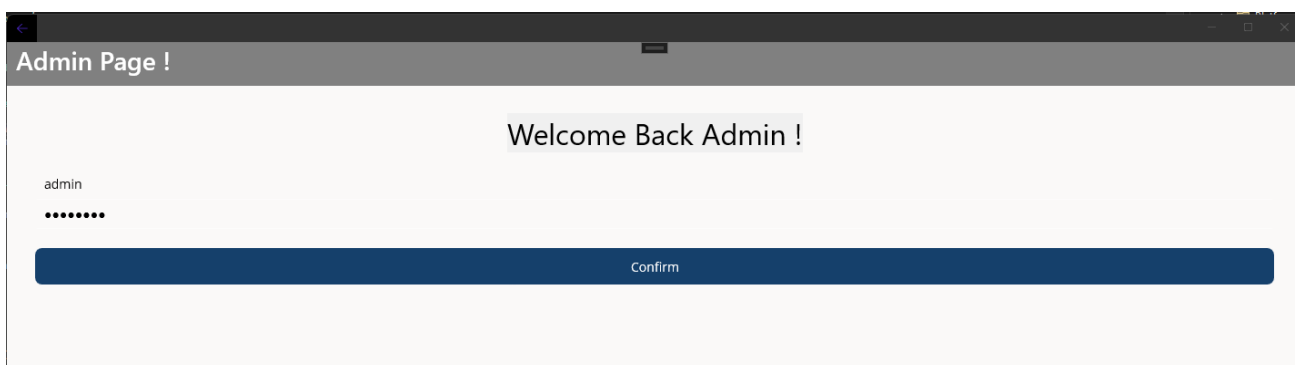 Admin Page !
Welcome Back Admin !
admin
••••••••
Confirm